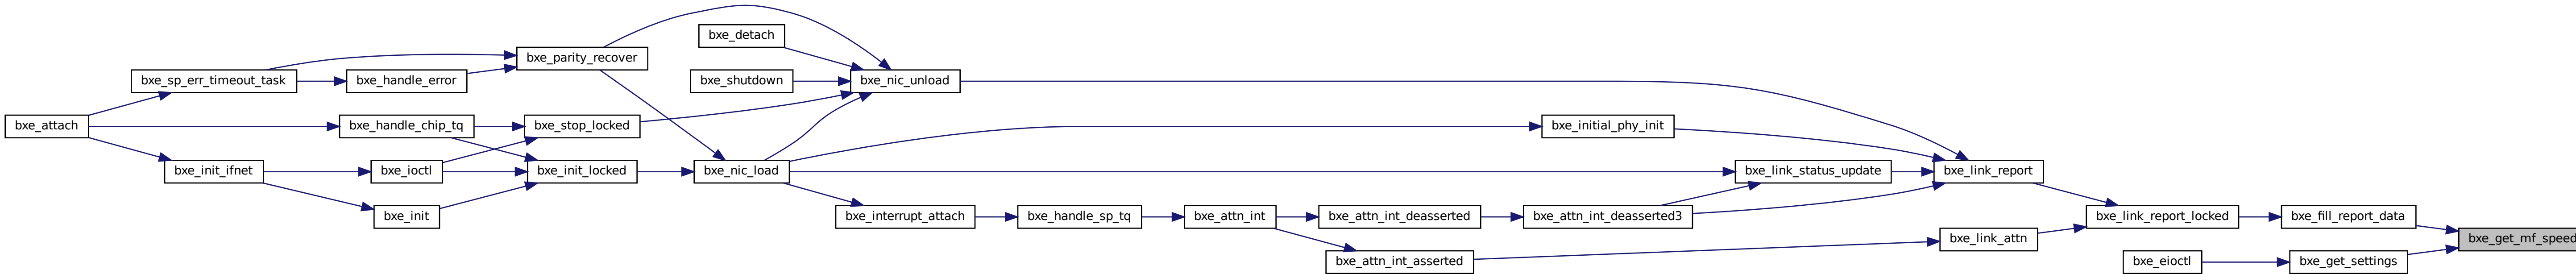 bxe_attach
bxe_sp_err_timeout_task
bxe_handle_error
bxe_parity_recover
bxe_detach
bxe_shutdown
bxe_nic_unload
bxe_handle_chip_tq
bxe_stop_locked
bxe_init_ifnet
bxe_ioctl
bxe_init
bxe_init_locked
bxe_nic_load
bxe_interrupt_attach
bxe_handle_sp_tq
bxe_attn_int
bxe_attn_int_deasserted
bxe_attn_int_asserted
bxe_initial_phy_init
bxe_attn_int_deasserted3
bxe_link_status_update
bxe_link_report
bxe_link_attn
bxe_link_report_locked
bxe_eioctl
bxe_fill_report_data
bxe_get_settings
bxe_get_mf_speed